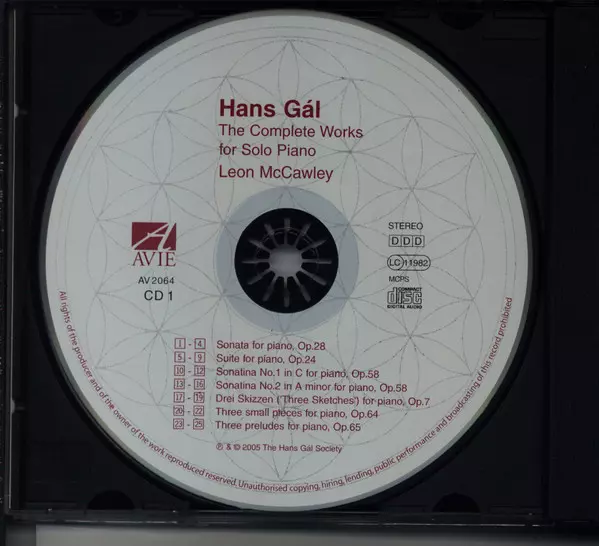 Hans Gál
The Complete Works
for Solo Piano
Leon McCawley
A
AVIE
AV2064
CD 1
STEREO
DDD
LC 11982
MCPS
COMPACT
disc
DIGITAL AUDIO
1 - 4 Sonata for piano, Op.28
5 - 9 Suite for piano, Op.24
10 - 12 Sonatina No.1 in C for piano, Op.58
13 - 16 Sonatina No.2 in A minor for piano, Op.58
17 - 19 Drei Skizzen ('Three Sketches') for piano, Op.7
20 - 22 Three small pieces for piano, Op.64
23 - 25 Three preludes for piano, Op.65
℗ & © 2005 The Hans Gál Society
All rights of the producer and of the owner of the work reproduced reserved. Unauthorised copying, hiring, lending, public performance and broadcasting of this record prohibited